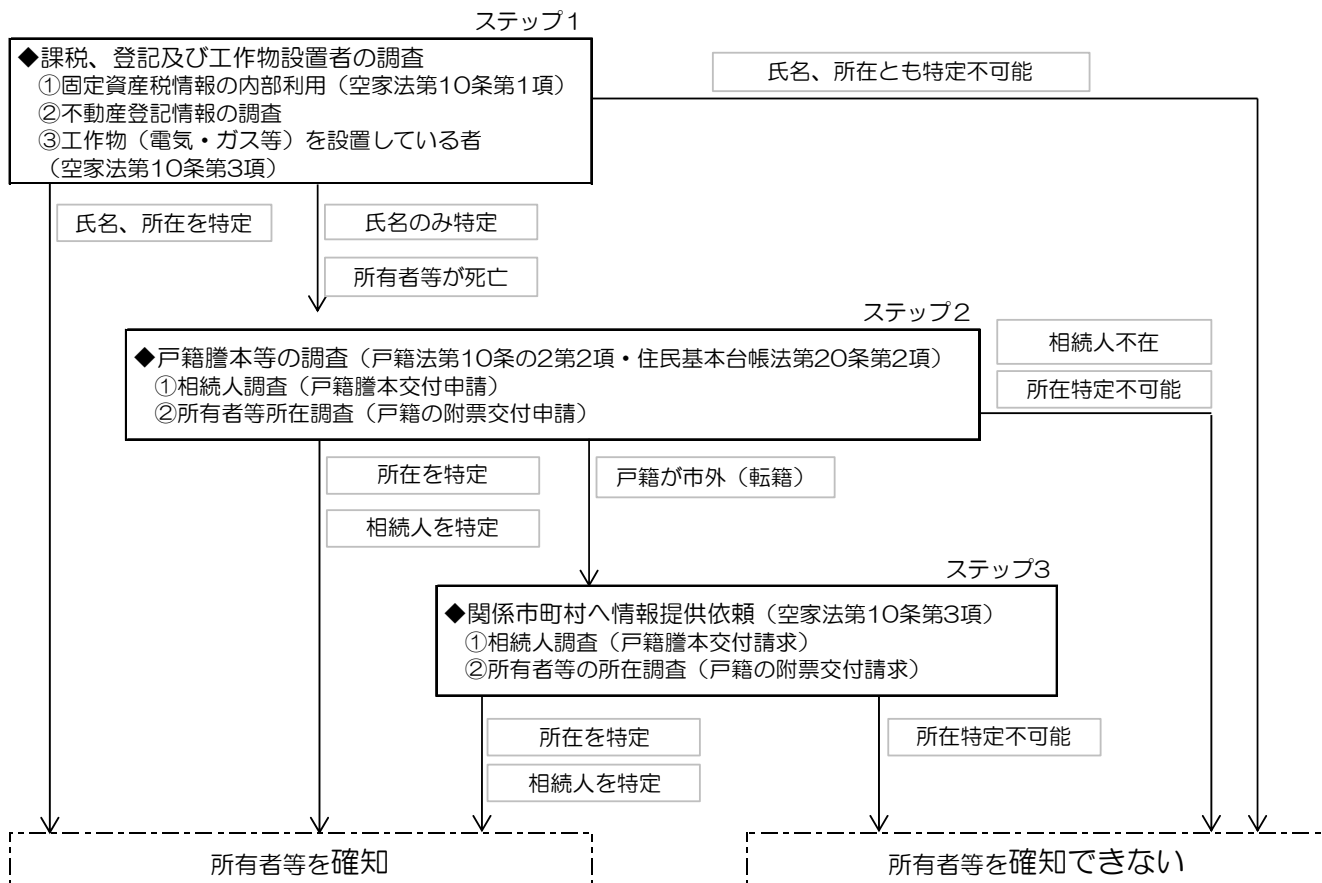 ステップ1
◆課税、登記及び工作物設置者の調査
①固定資産税情報の内部利用（空家法第10条第1項）
②不動産登記情報の調査
③工作物（電気・ガス等）を設置している者
（空家法第10条第3項）
氏名、所在とも特定不可能
氏名、所在を特定
氏名のみ特定
所有者等が死亡
ステップ2
◆戸籍謄本等の調査（戸籍法第10条の2第2項・住民基本台帳法第20条第2項）
①相続人調査（戸籍謄本交付申請）
②所有者等所在調査（戸籍の附票交付申請）
相続人不在
所在特定不可能
所在を特定
相続人を特定
戸籍が市外（転籍）
ステップ3
◆関係市町村へ情報提供依頼（空家法第10条第3項）
①相続人調査（戸籍謄本交付請求）
②所有者等の所在調査（戸籍の附票交付請求）
所在を特定
相続人を特定
所在特定不可能
所有者等を確知
所有者等を確知できない